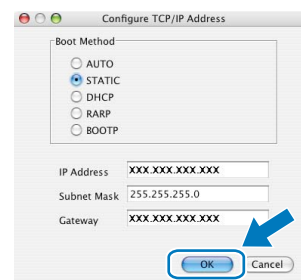 Configure TCP/IP Address
Boot Method
AUTO
STATIC
DHCP
RARP
BOOTP
IP Address XXX.XXX.XXX.XXX
Subnet Mask 255.255.255.0
Gateway XXX.XXX.XXX.XXX
OK Cancel